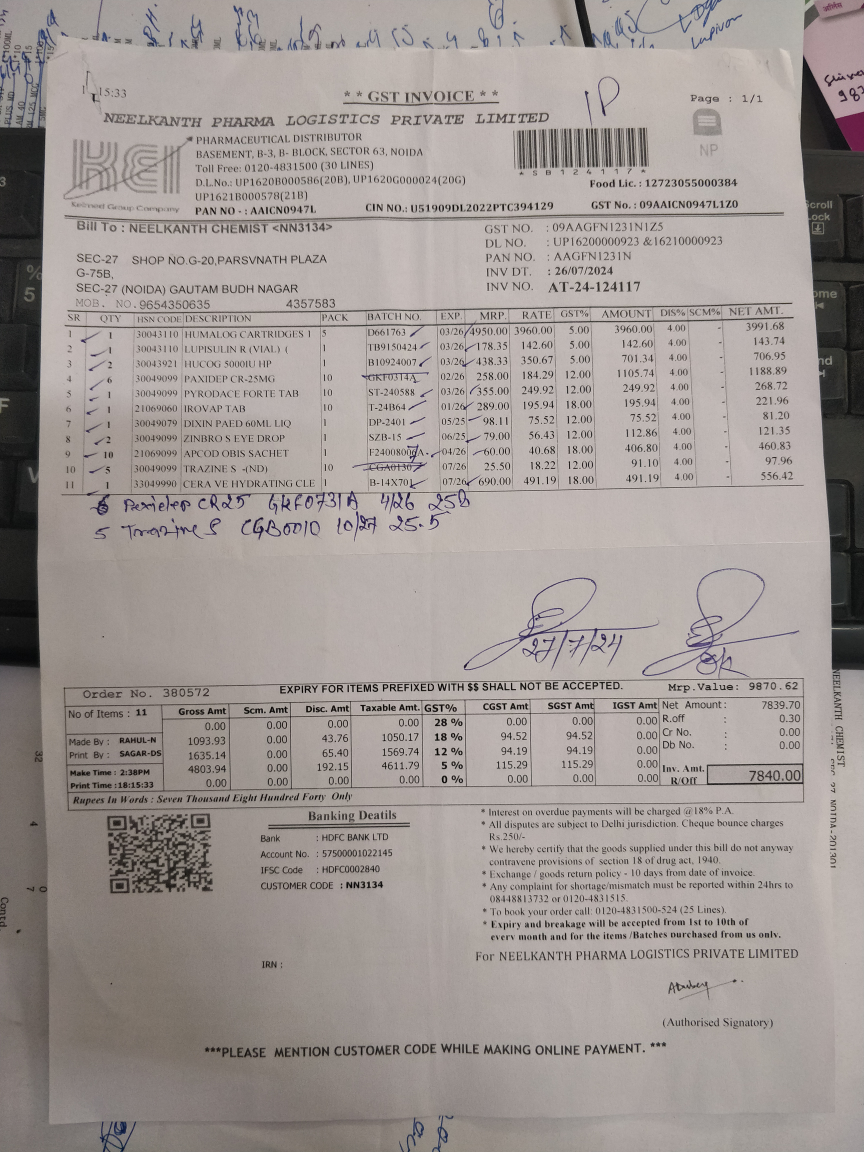 15:33
** GST INVOICE **
Page : 1/1
NEELKANTH PHARMA LOGISTICS PRIVATE LIMITED
KEI
Keimed Group Company
PHARMACEUTICAL DISTRIBUTOR
BASEMENT, B-3, B- BLOCK, SECTOR 63, NOIDA
Toll Free: 0120-4831500 (30 LINES)
D.L.No.: UP1620B000586(20B), UP1620G000024(20G)
UP1621B000578(21B)
PAN NO - : AAICN0947L
CIN NO.: U51909DL2022PTC394129
*SB124117*
NP
Food Lic. : 12723055000384
GST No. : 09AAICN0947L1Z0
Bill To : NEELKANTH CHEMIST <NN3134>
SEC-27 SHOP NO.G-20,PARSVNATH PLAZA
G-75B,
SEC-27 (NOIDA) GAUTAM BUDH NAGAR
MOB. NO.9654350635 4357583
GST NO. : 09AAGFN1231N1Z5
DL NO. : UP16200000923 &16210000923
PAN NO. : AAGFN1231N
INV DT. : 26/07/2024
INV NO. AT-24-124117
SR QTY HSN CODE DESCRIPTION PACK BATCH NO. EXP. MRP. RATE GST% AMOUNT DIS% SCM% NET AMT.
1 1 30043110 HUMALOG CARTRIDGES 1 5 D661763 03/26 4950.00 3960.00 5.00 3960.00 4.00 - 3991.68
2 1 30043110 LUPISULIN R (VIAL) ( 1 TB9150424 03/26 178.35 142.60 5.00 142.60 4.00 - 143.74
3 2 30043921 HUCOG 5000IU HP 1 B10924007 03/26 438.33 350.67 5.00 701.34 4.00 - 706.95
4 6 30049099 PAXIDEP CR-25MG 10 GKF0314A 02/26 258.00 184.29 12.00 1105.74 4.00 - 1188.89
5 1 30049099 PYRODACE FORTE TAB 10 ST-240588 03/26 355.00 249.92 12.00 249.92 4.00 - 268.72
6 1 21069060 IROVAP TAB 10 T-24B64 01/26 289.00 195.94 18.00 195.94 4.00 - 221.96
7 1 30049079 DIXIN PAED 60ML LIQ 1 DP-2401 05/25 98.11 75.52 12.00 75.52 4.00 - 81.20
8 2 30049099 ZINBRO S EYE DROP 1 SZB-15 06/25 79.00 56.43 12.00 112.86 4.00 - 121.35
9 10 21069099 APCOD OBIS SACHET 1 F24008007A 04/26 60.00 40.68 18.00 406.80 4.00 - 460.83
10 5 30049099 TRAZINE S -(ND) 10 CGA0130 07/26 25.50 18.22 12.00 91.10 4.00 - 97.96
11 1 33049990 CERA VE HYDRATING CLE 1 B-14X70 07/26 690.00 491.19 18.00 491.19 4.00 - 556.42
CR25 GKF0731A 4/26 258
5 Trazine S CGB0010 10/27 25.5
27/7/24
Order No. 380572
EXPIRY FOR ITEMS PREFIXED WITH $$ SHALL NOT BE ACCEPTED.
Mrp.Value: 9870.62
No of Items : 11
Made By : RAHUL-N
Print By : SAGAR-DS
Make Time : 2:38PM
Print Time :18:15:33
Gross Amt Scm. Amt Disc. Amt Taxable Amt. GST% CGST Amt SGST Amt IGST Amt
0.00 0.00 0.00 0.00 28 % 0.00 0.00 0.00
1093.93 0.00 43.76 1050.17 18 % 94.52 94.52 0.00
1635.14 0.00 65.40 1569.74 12 % 94.19 94.19 0.00
4803.94 0.00 192.15 4611.79 5 % 115.29 115.29 0.00
0.00 0.00 0.00 0.00 0 % 0.00 0.00 0.00
Net Amount : 7839.70
R.off : 0.30
Cr No. : 0.00
Db No. : 0.00
Inv. Amt. R/Off 7840.00
Rupees In Words : Seven Thousand Eight Hundred Forty Only
Banking Deatils
Bank : HDFC BANK LTD
Account No. : 57500001022145
IFSC Code : HDFC0002840
CUSTOMER CODE : NN3134
IRN :
* Interest on overdue payments will be charged @18% P.A.
* All disputes are subject to Delhi jurisdiction. Cheque bounce charges
Rs.250/-
* We hereby certify that the goods supplied under this bill do not anyway
contravene provisions of section 18 of drug act, 1940.
* Exchange / goods return policy - 10 days from date of invoice.
* Any complaint for shortage/mismatch must be reported within 24hrs to
08448813732 or 0120-4831515.
* To book your order call: 0120-4831500-524 (25 Lines).
* Expiry and breakage will be accepted from 1st to 10th of
every month and for the items /Batches purchased from us only.
For NEELKANTH PHARMA LOGISTICS PRIVATE LIMITED
(Authorised Signatory)
***PLEASE MENTION CUSTOMER CODE WHILE MAKING ONLINE PAYMENT. ***
NEELKANTH CHEMIST